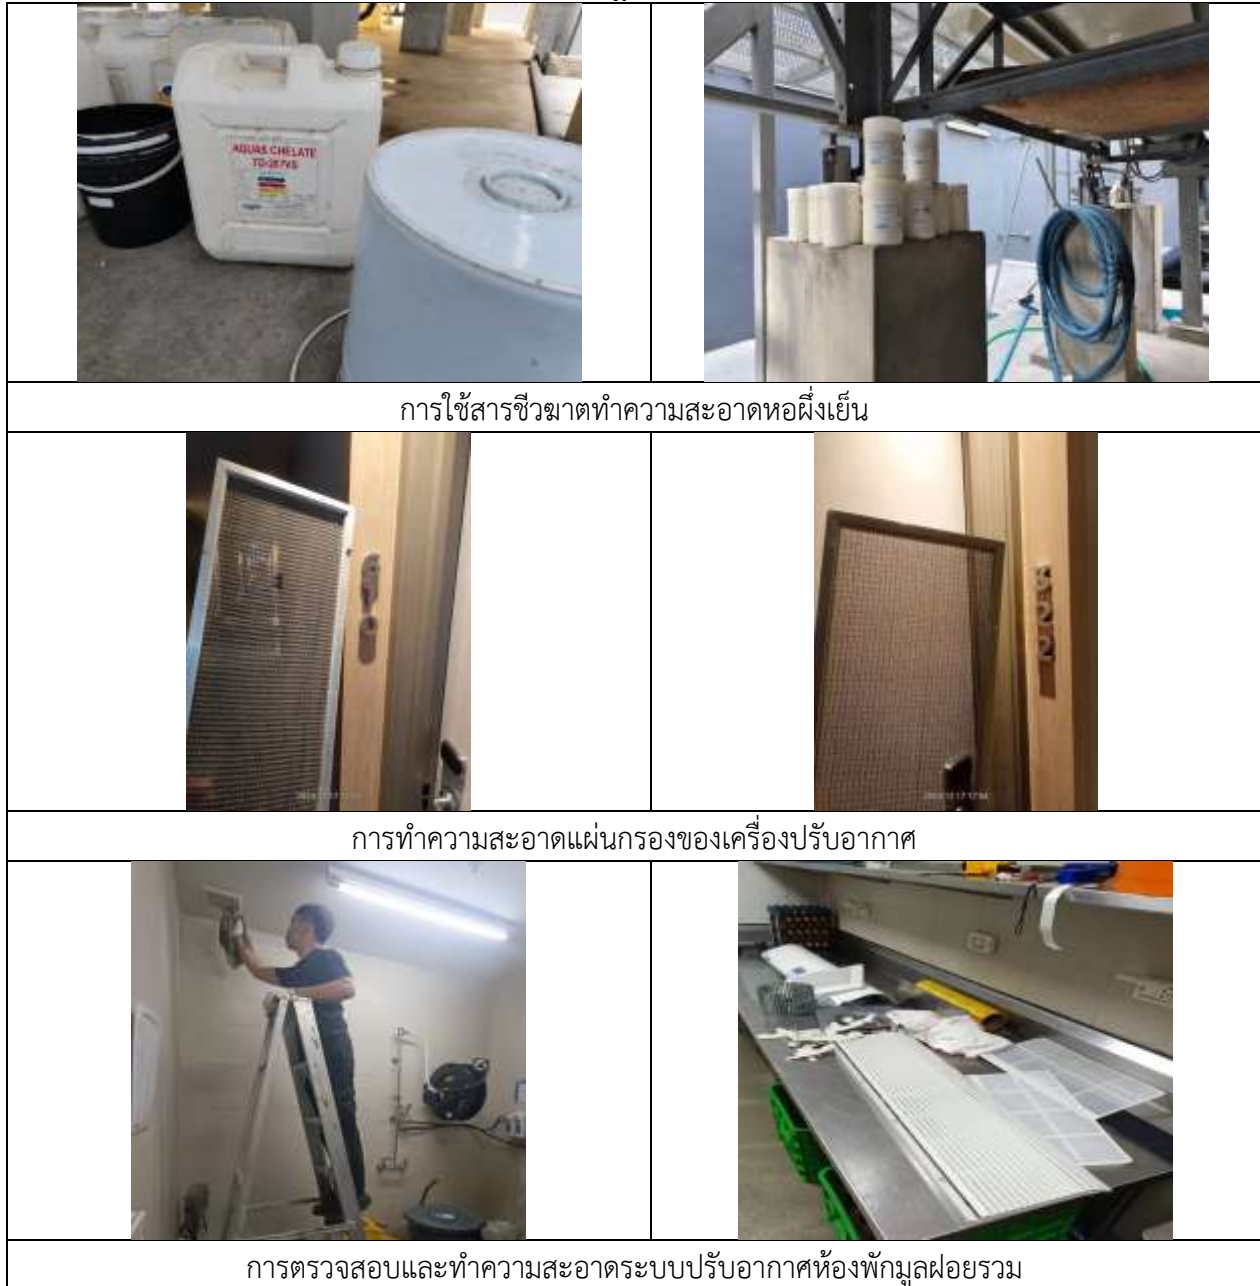 AQUAS CHELATE
การใช้สารชีวฆาตทำความสะอาดหอผึ่งเย็น
322
การทำความสะอาดแผ่นกรองของเครื่องปรับอากาศ
การตรวจสอบและทำความสะอาดระบบปรับอากาศห้องพักมูลฝอยรวม